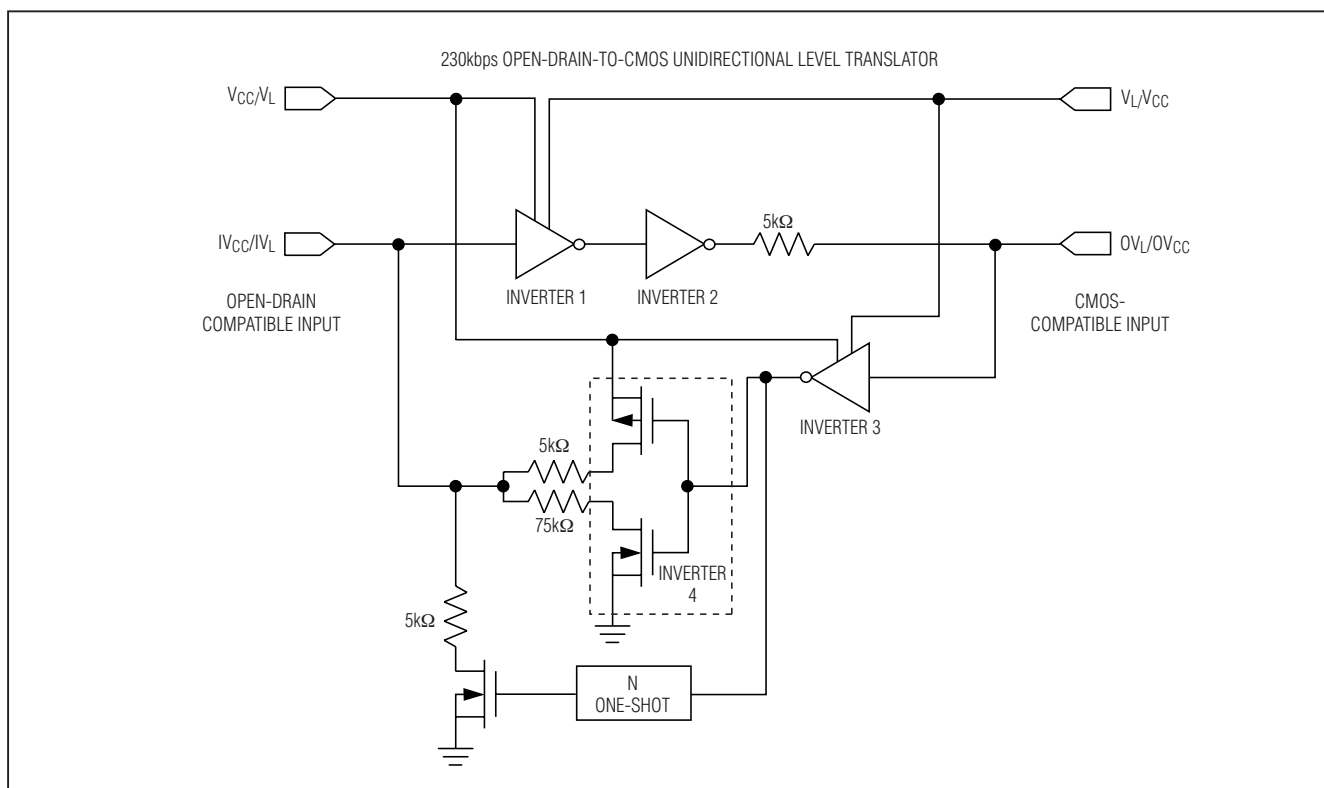 230kbps OPEN-DRAIN-TO-CMOS UNIDIRECTIONAL LEVEL TRANSLATOR
VCC/VL
VL/VCC
5kΩ
IVCC/IVL
OVL/OVCC
INVERTER 1
INVERTER 2
OPEN-DRAIN
COMPATIBLE INPUT
CMOS-
COMPATIBLE INPUT
INVERTER 3
5kΩ
75kΩ
INVERTER
4
5kΩ
N
ONE-SHOT